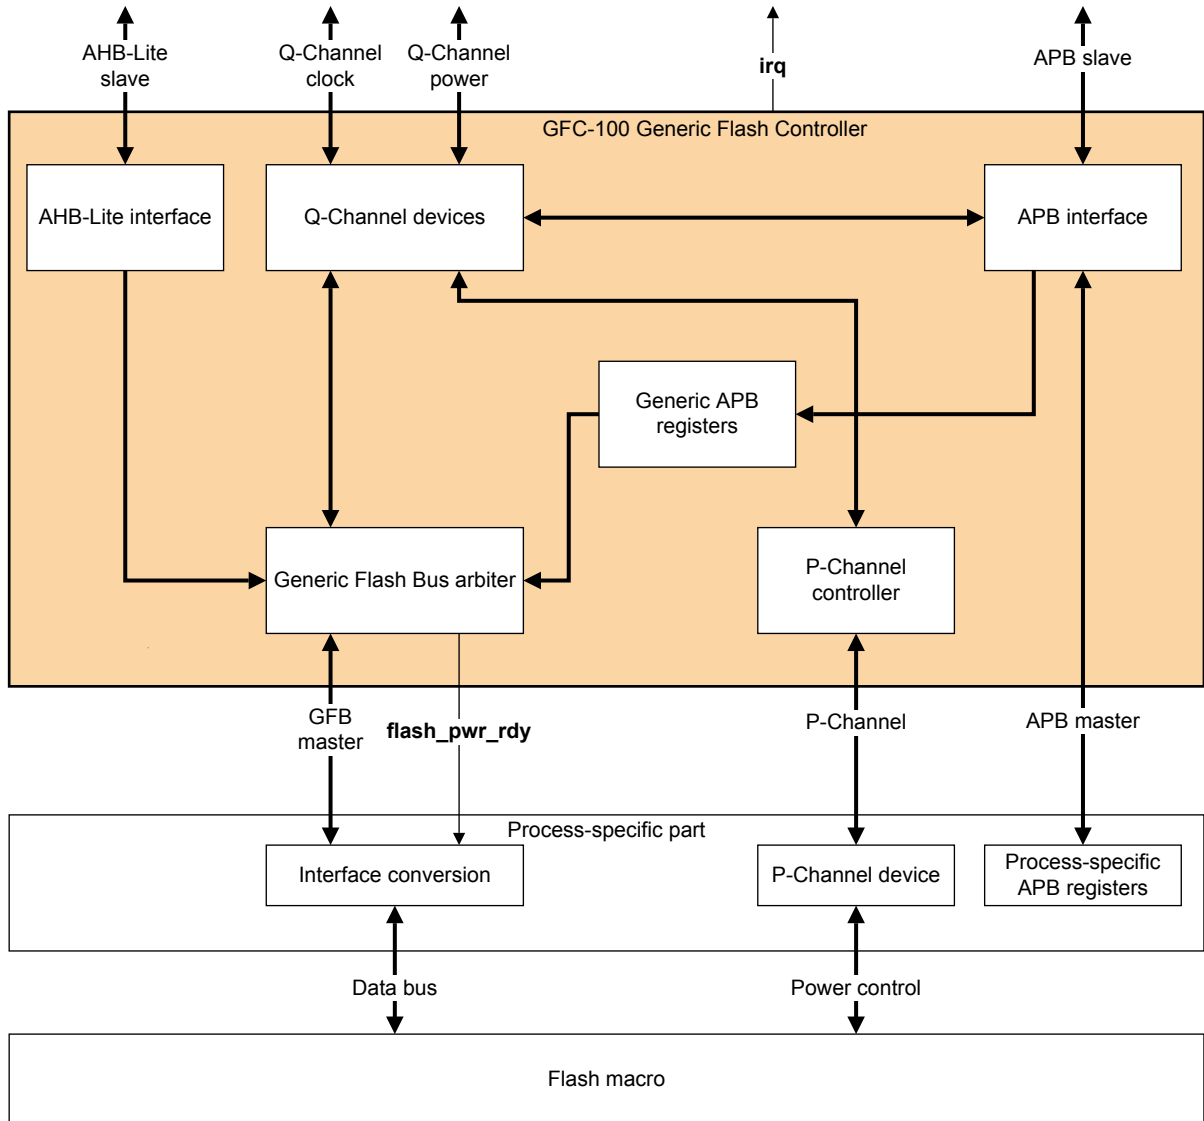 AHB-Lite
slave
Q-Channel
clock
Q-Channel
power
irq
APB slave
GFC-100 Generic Flash Controller
AHB-Lite interface
Q-Channel devices
APB interface
Generic APB
registers
Generic Flash Bus arbiter
P-Channel
controller
GFB
master
flash_pwr_rdy
P-Channel
APB master
Process-specific part
Interface conversion
P-Channel device
Process-specific
APB registers
Data bus
Power control
Flash macro